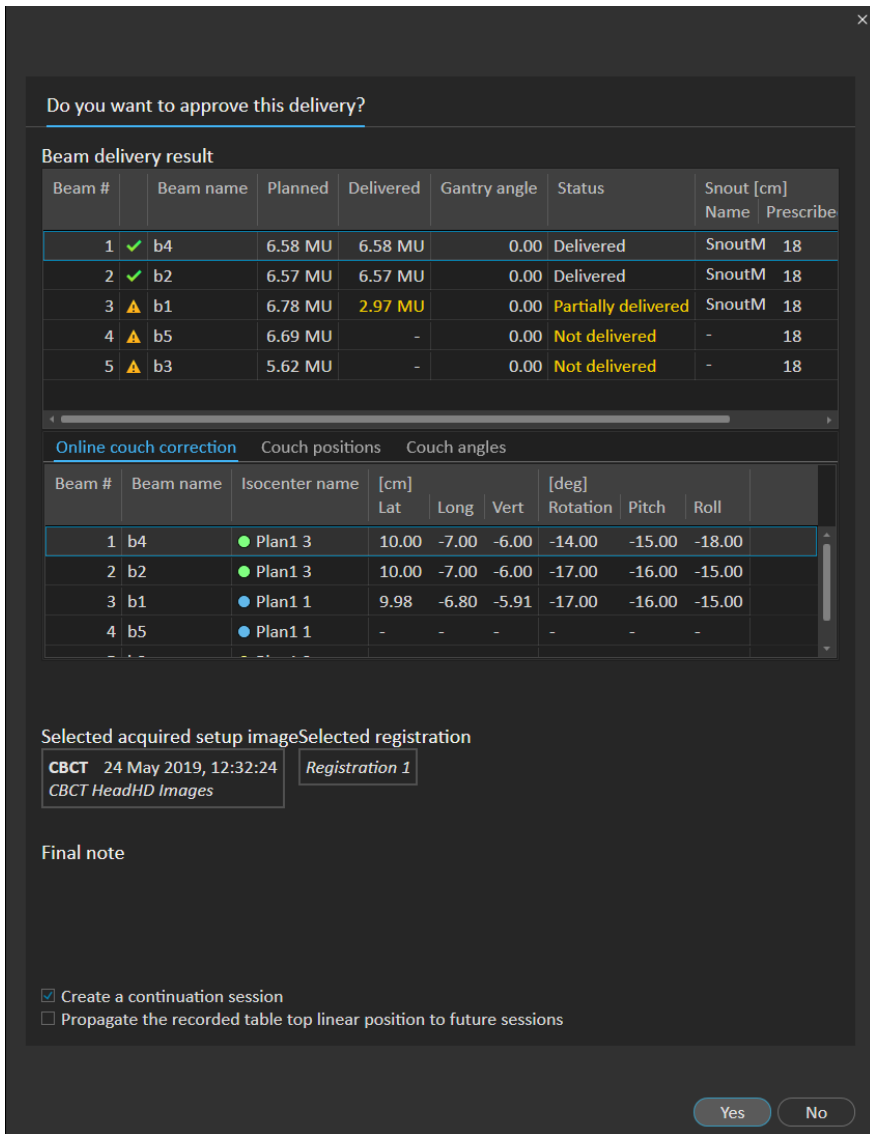 ×
Do you want to approve this delivery?
Beam delivery result
Beam # Beam name Planned Delivered Gantry angle Status Snout [cm]
Name Prescribe
1 b4 6.58 MU 6.58 MU 0.00 Delivered SnoutM 18
2 b2 6.57 MU 6.57 MU 0.00 Delivered SnoutM 18
3 b1 6.78 MU 2.97 MU 0.00 Partially delivered SnoutM 18
4 b5 6.69 MU - 0.00 Not delivered - 18
5 b3 5.62 MU - 0.00 Not delivered - 18
Online couch correction Couch positions Couch angles
Beam # Beam name Isocenter name [cm] [deg]
Lat Long Vert Rotation Pitch Roll
1 b4 Plan1 3 10.00 -7.00 -6.00 -14.00 -15.00 -18.00
2 b2 Plan1 3 10.00 -7.00 -6.00 -17.00 -16.00 -15.00
3 b1 Plan1 1 9.98 -6.80 -5.91 -17.00 -16.00 -15.00
4 b5 Plan1 1 - - - - - -
Selected acquired setup image Selected registration
CBCT 24 May 2019, 12:32:24 Registration 1
CBCT HeadHD Images
Final note
Create a continuation session
Propagate the recorded table top linear position to future sessions
Yes No